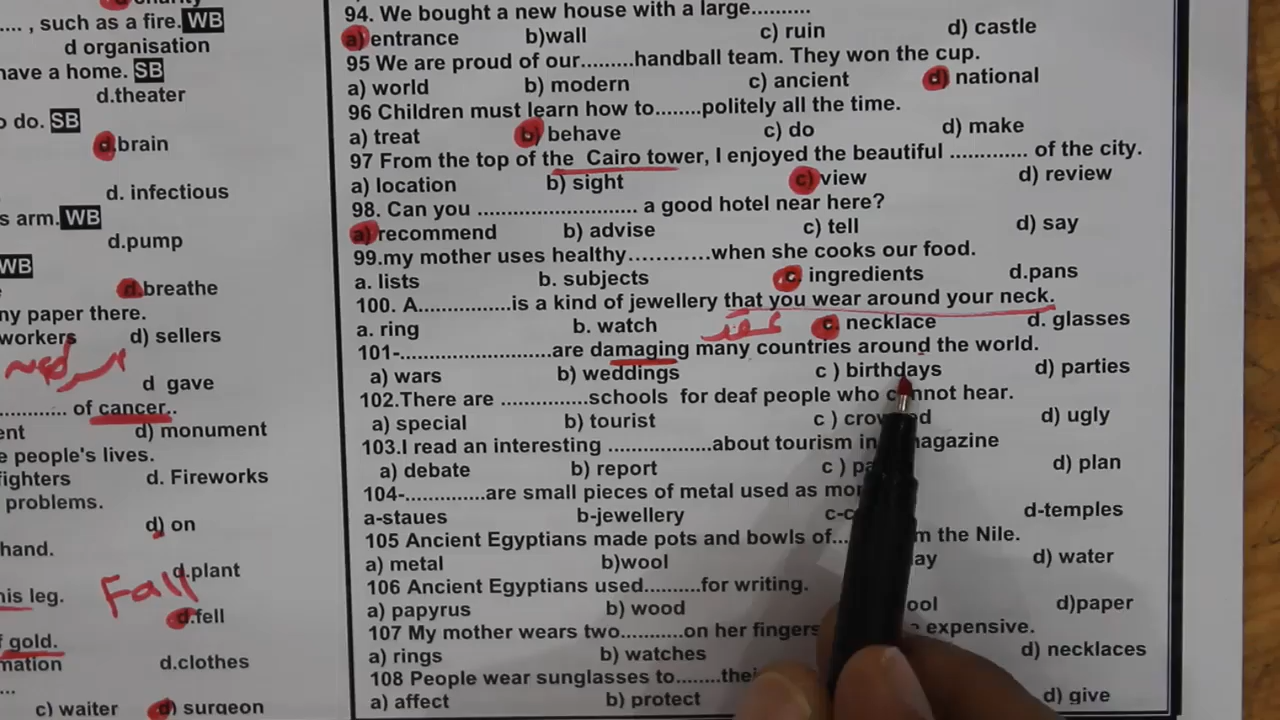 ..... , such as a fire. WB
d organisation
have a home. SB
d.theater
o do. SB
d.brain
d. infectious
s arm. WB
d.pump
WB
d.breathe
ny paper there.
workers d) sellers
d gave
............ of cancer..
ent d) monument
e people's lives.
fighters d. Fireworks
problems.
d) on
hand.
d.plant
Fall
his leg.
d.fell
f gold.
mation d.clothes
...
c) waiter d) surgeon
94. We bought a new house with a large..........
a) entrance b)wall c) ruin d) castle
95 We are proud of our.........handball team. They won the cup.
a) world b) modern c) ancient d) national
96 Children must learn how to........politely all the time.
a) treat b) behave c) do d) make
97 From the top of the Cairo tower, I enjoyed the beautiful ............. of the city.
a) location b) sight c) view d) review
98. Can you .......................... a good hotel near here?
a) recommend b) advise c) tell d) say
99.my mother uses healthy............when she cooks our food.
a. lists b. subjects c. ingredients d.pans
100. A...............is a kind of jewellery that you wear around your neck.
عقد
a. ring b. watch c. necklace d. glasses
101-.........................are damaging many countries around the world.
a) wars b) weddings c ) birthdays d) parties
102.There are ..............schools for deaf people who cannot hear.
a) special b) tourist c ) crowded d) ugly
103.I read an interesting .................about tourism in magazine
a) debate b) report c ) d) plan
104-.............are small pieces of metal used as
a-staues b-jewellery d-temples
105 Ancient Egyptians made pots and bowls of... the Nile.
a) metal b)wool d) water
106 Ancient Egyptians used..........for writing.
a) papyrus b) wood d)paper
107 My mother wears two..........on her fingers expensive.
a) rings b) watches d) necklaces
108 People wear sunglasses to........
a) affect b) protect d) give